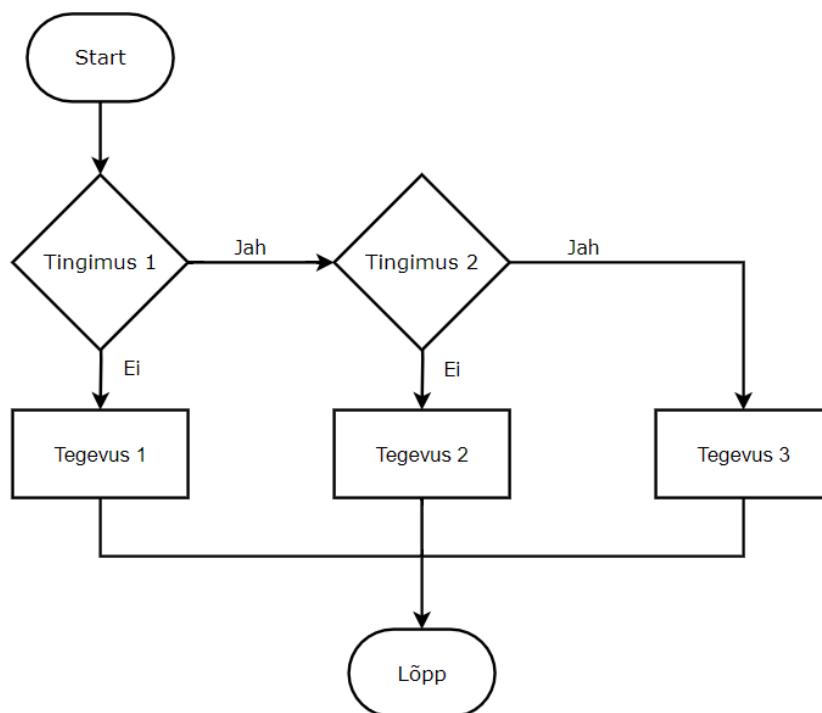 Start
Tingimus 1
Jah
Tingimus 2
Jah
Ei
Ei
Tegevus 1
Tegevus 2
Tegevus 3
Lõpp